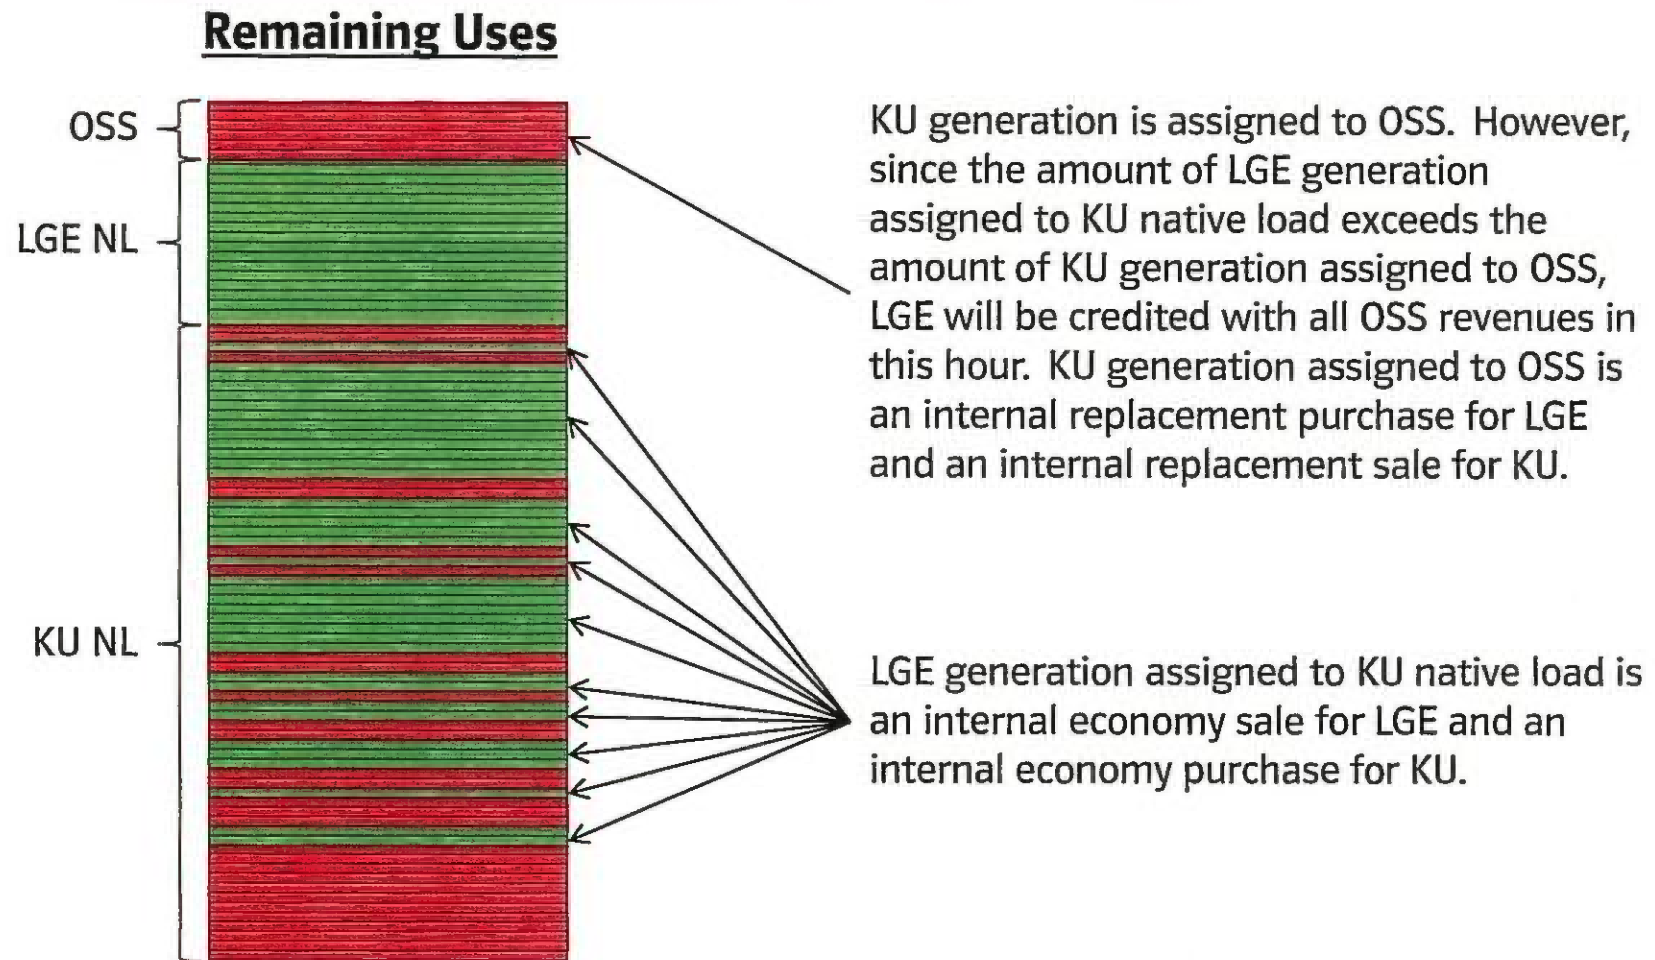 Remaining Uses
OSS
LGE NL
KU NL
KU generation is assigned to OSS. However,
since the amount of LGE generation
assigned to KU native load exceeds the
amount of KU generation assigned to OSS,
LGE will be credited with all OSS revenues in
this hour. KU generation assigned to OSS is
an internal replacement purchase for LGE
and an internal replacement sale for KU.
LGE generation assigned to KU native load is
an internal economy sale for LGE and an
internal economy purchase for KU.